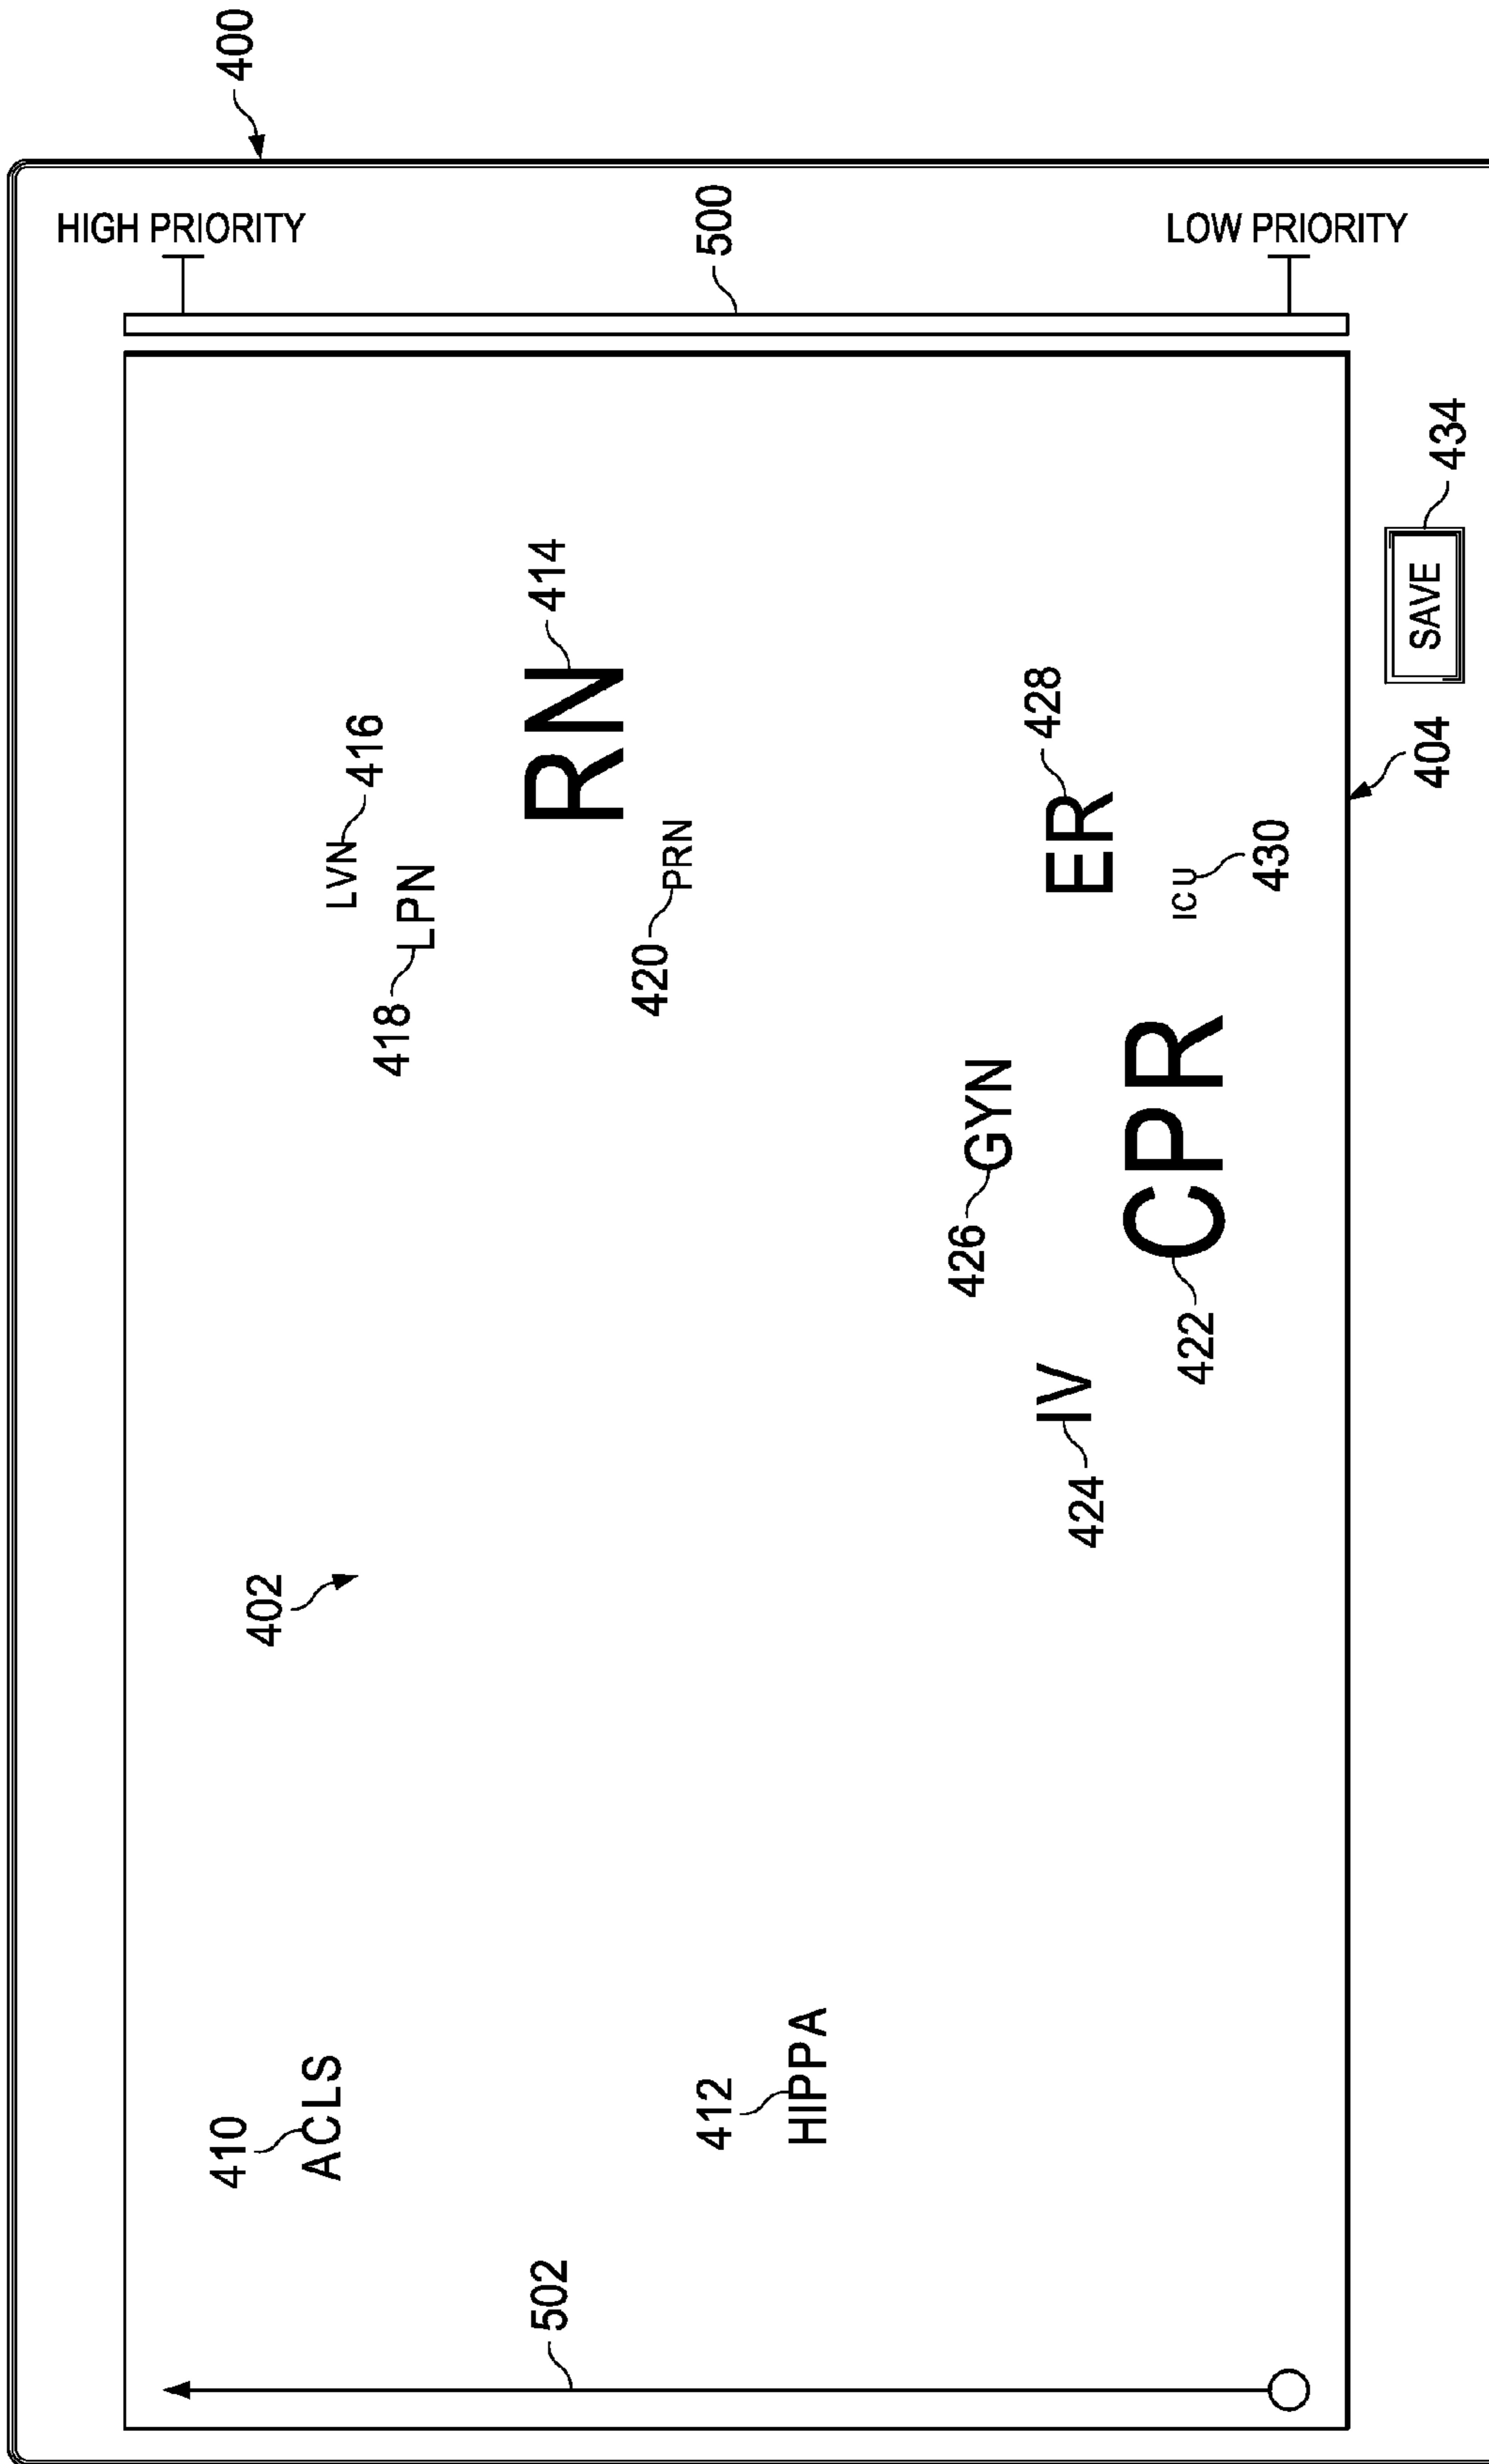 400
HIGH PRIORITY
410
402
ACLS
LVN 416
418 LPN
502
RN 414
420 PRN
412
500
HIPPA
426 GYN
ER 428
424 IV
422 CPR
ICU
430
LOW PRIORITY
404
SAVE
434